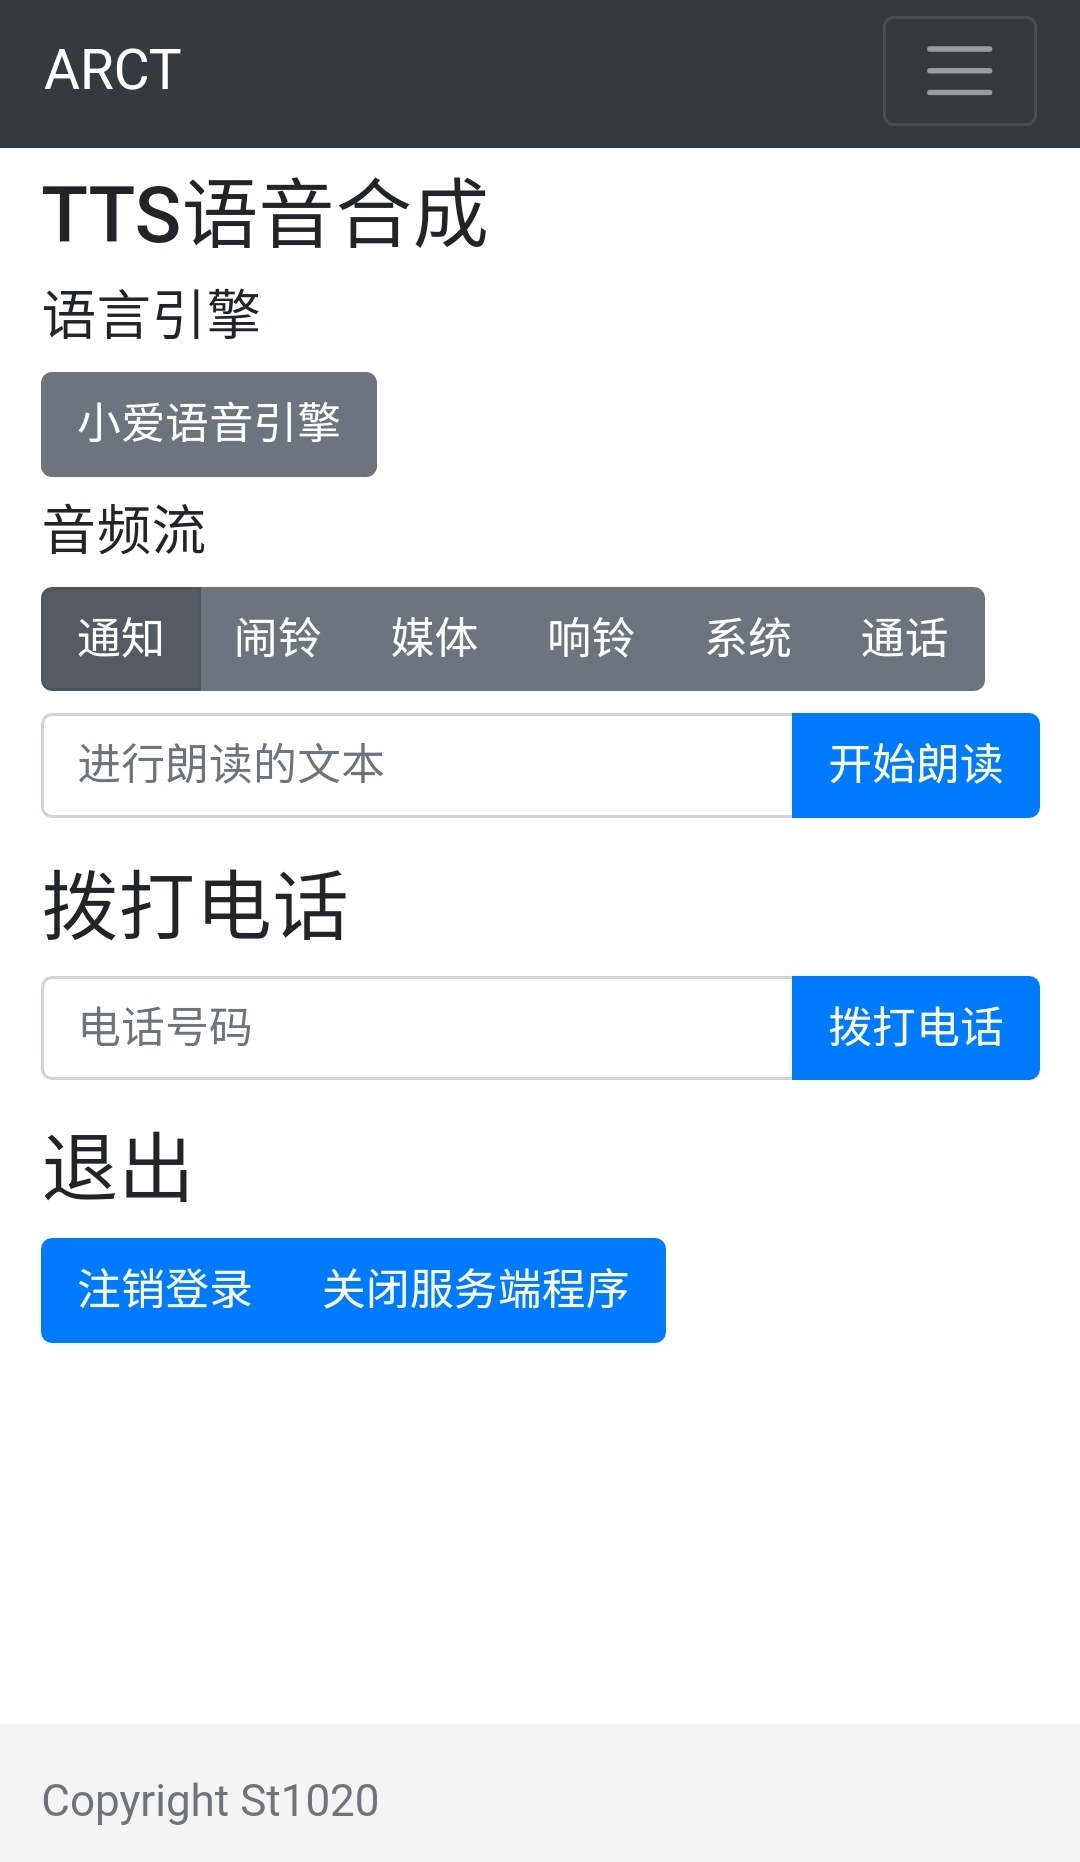 ARCT
TTS语音合成
语言引擎
小爱语音引擎
音频流
通知 闹铃 媒体 响铃 系统 通话
进行朗读的文本 开始朗读
拨打电话
电话号码 拨打电话
退出
注销登录 关闭服务端程序
Copyright St1020